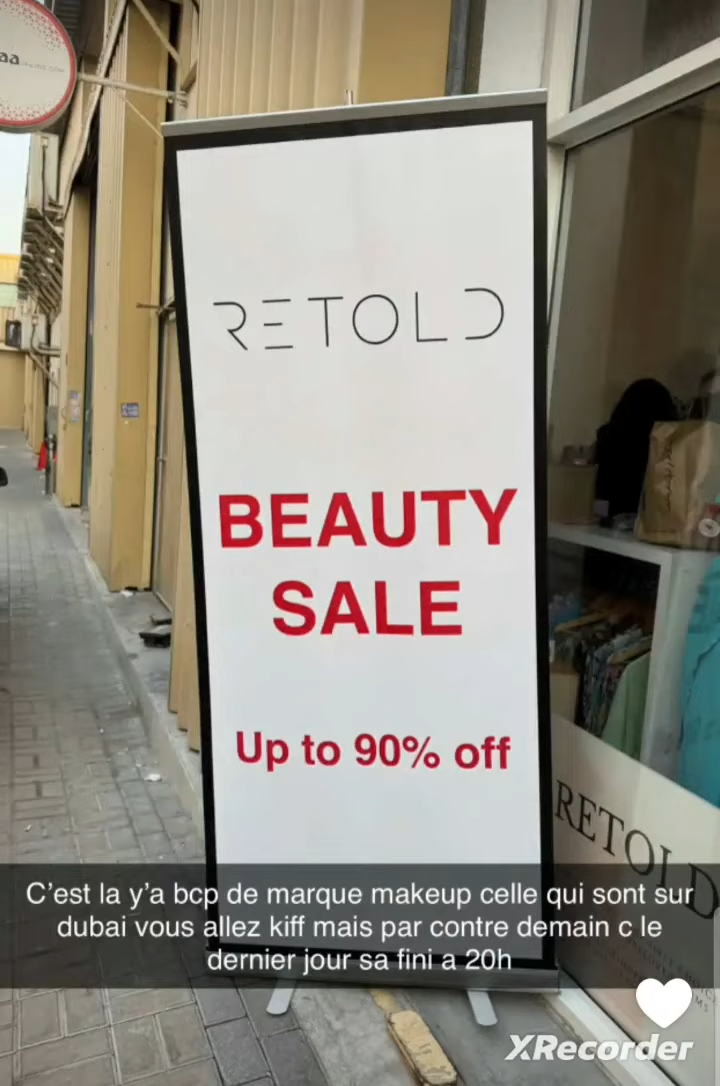 aa
RETOLD
BEAUTY
SALE
Up to 90% off
RETOLD
C'est la y'a bcp de marque makeup celle qui sont sur
dubai vous allez kiff mais par contre demain c le
dernier jour sa fini a 20h
XRecorder